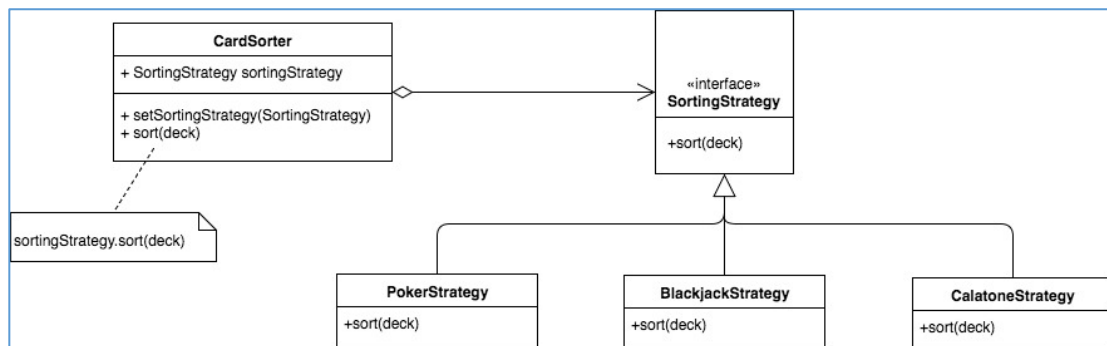 CardSorter
+ SortingStrategy sortingStrategy
+ setSortingStrategy(SortingStrategy)
+ sort(deck)
sortingStrategy.sort(deck)
«interface»
SortingStrategy
+sort(deck)
PokerStrategy
+sort(deck)
BlackjackStrategy
+sort(deck)
CalatoneStrategy
+sort(deck)